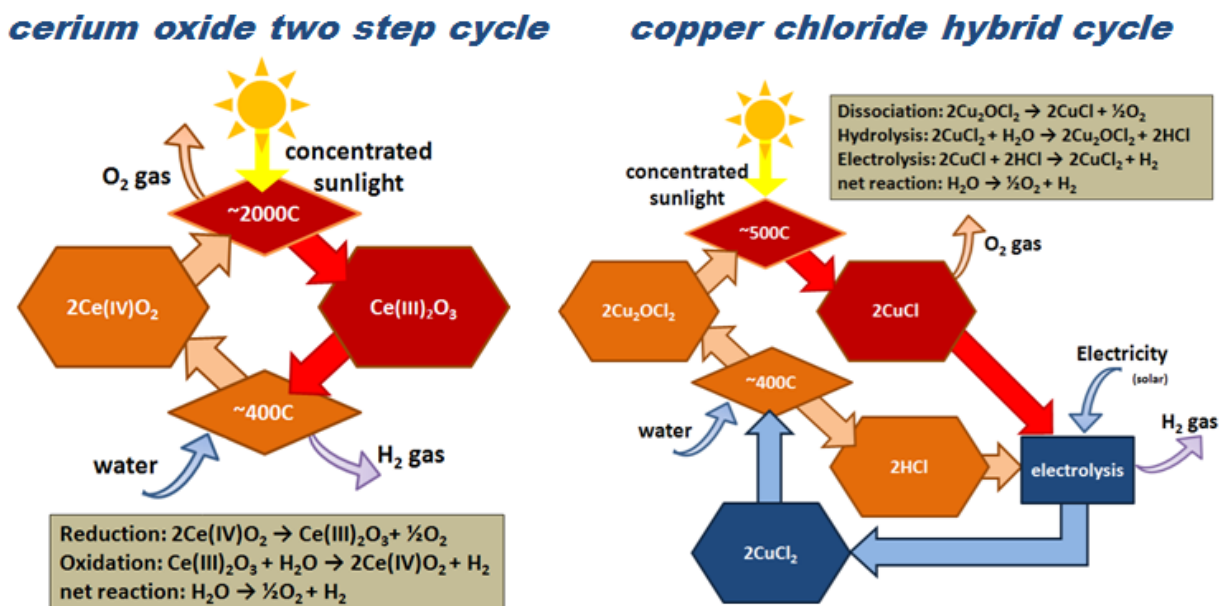 cerium oxide two step cycle
O₂ gas
concentrated
sunlight
~2000C
2Ce(IV)O₂
Ce(III)₂O₃
~400C
water
H₂ gas
Reduction: 2Ce(IV)O₂ → Ce(III)₂O₃+ ½O₂
Oxidation: Ce(III)₂O₃ + H₂O → 2Ce(IV)O₂ + H₂
net reaction: H₂O → ½O₂ + H₂
copper chloride hybrid cycle
Dissociation: 2Cu₂OCl₂ → 2CuCl + ½O₂
Hydrolysis: 2CuCl₂ + H₂O → 2Cu₂OCl₂ + 2HCl
Electrolysis: 2CuCl + 2HCl → 2CuCl₂ + H₂
net reaction: H₂O → ½O₂ + H₂
concentrated
sunlight
~500C
O₂ gas
2Cu₂OCl₂
2CuCl
~400C
Electricity
(solar)
water
H₂ gas
2HCl
electrolysis
2CuCl₂